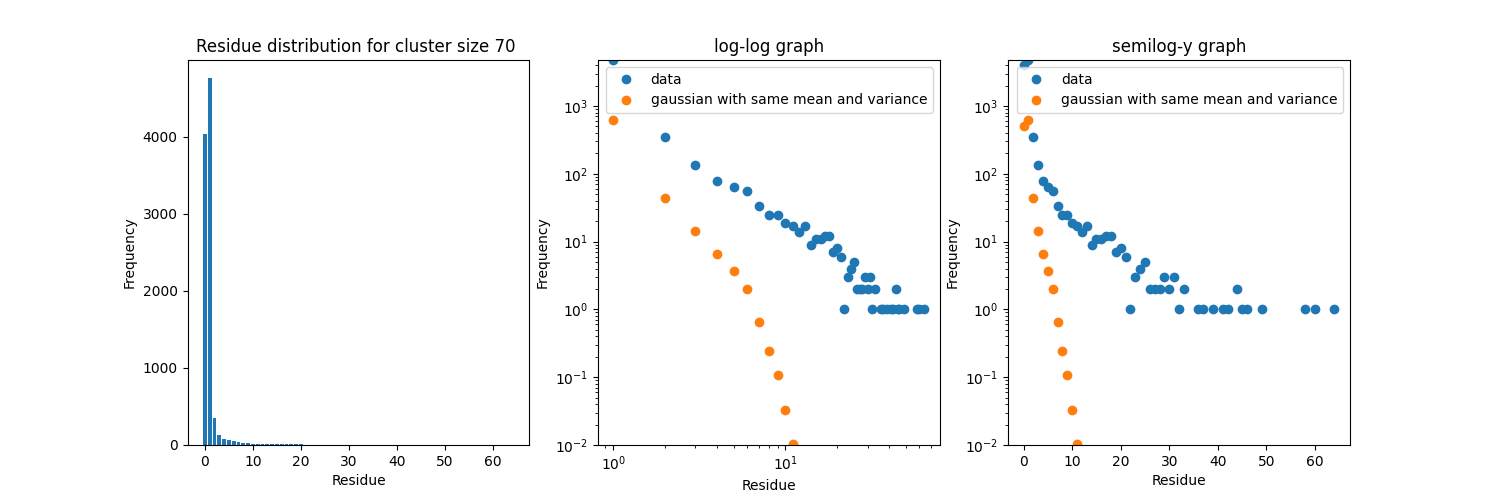 Residue distribution for cluster size 70
Frequency
4000
3000
2000
1000
0
0 10 20 30 40 50 60
Residue
log-log graph
data
gaussian with same mean and variance
Frequency
10^3
10^2
10^1
10^0
10^-1
10^-2
10^0 10^1
Residue
semilog-y graph
data
gaussian with same mean and variance
Frequency
10^3
10^2
10^1
10^0
10^-1
10^-2
0 10 20 30 40 50 60
Residue